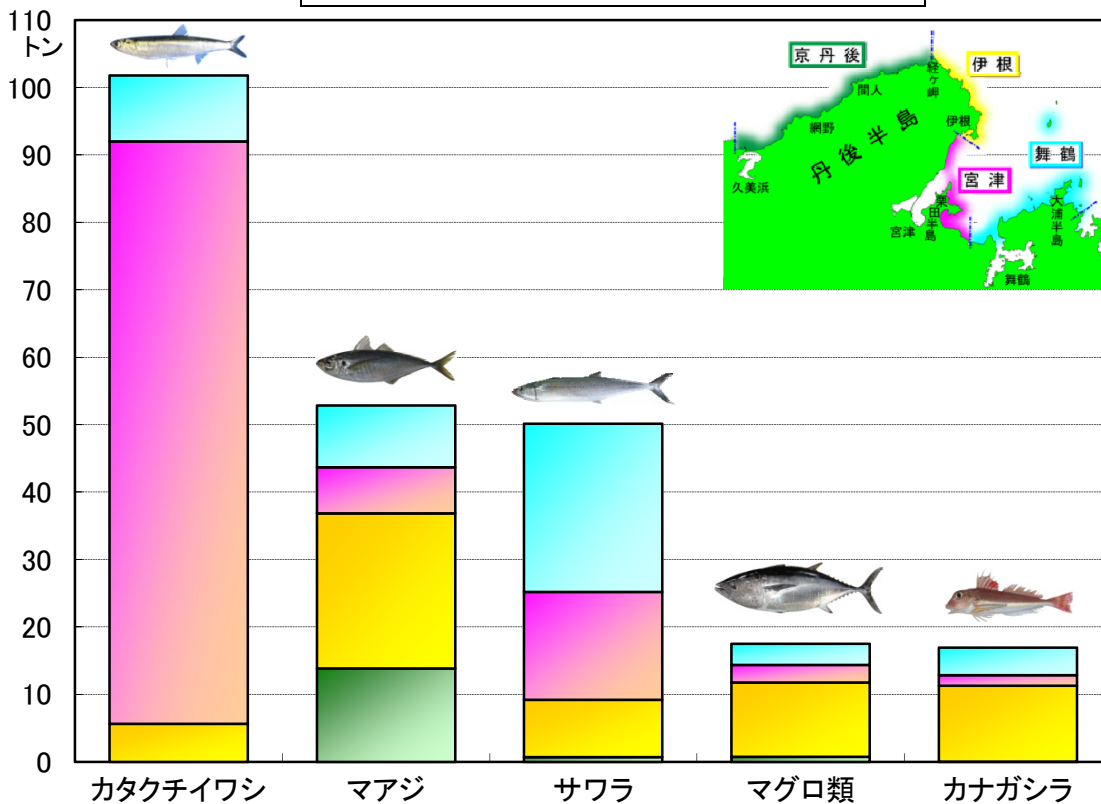 110
トン
100
90
80
70
60
50
40
30
20
10
0
カタクチイワシ
マアジ
サワラ
マグロ類
カナガシラ
京丹後
伊根
経ヶ岬
間人
網野
丹後半島
伊根
舞鶴
宮津
久美浜
栗田半島
宮津
大浦半島
舞鶴